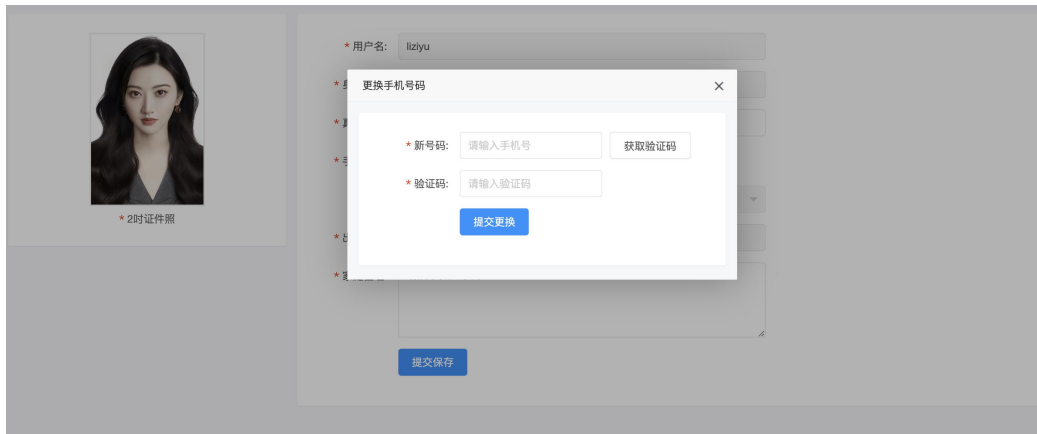 * 用户名: liziyu
更换手机号码
* 新号码: 请输入手机号 获取验证码
* 验证码: 请输入验证码
提交更换
* 2吋证件照
提交保存